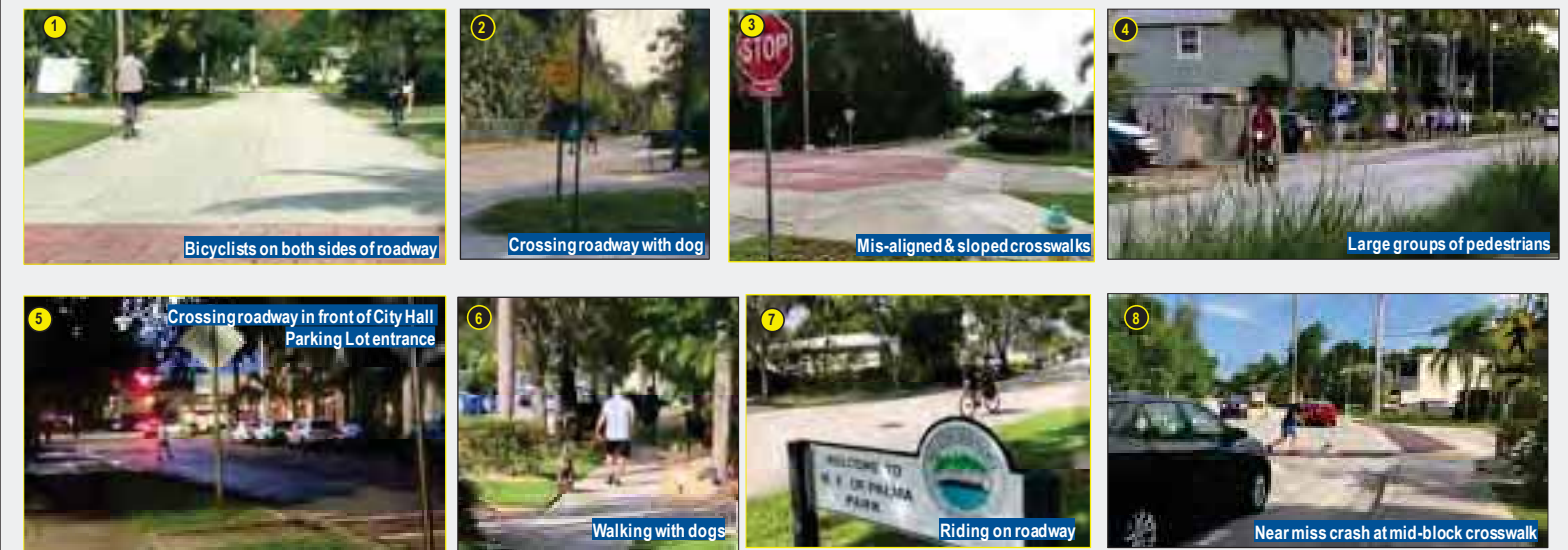 1
Bicyclists on both sides of roadway
2
Crossing roadway with dog
3
STOP
Mis-aligned & sloped crosswalks
4
Large groups of pedestrians
5
Crossing roadway in front of City Hall
Parking Lot entrance
6
Walking with dogs
7
WELCOME TO
PARK
Riding on roadway
8
Near miss crash at mid-block crosswalk